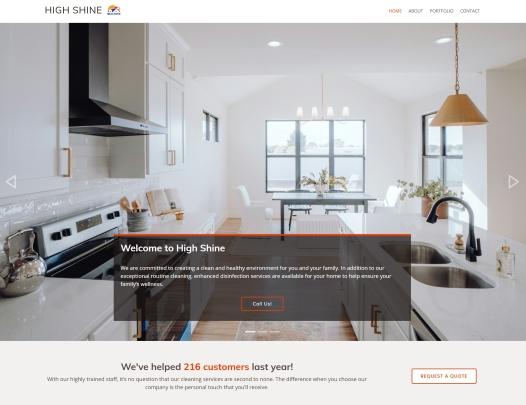 HIGH SHINE
HOME ABOUT PORTFOLIO CONTACT
Welcome to High Shine
We are committed to creating a clean and healthy environment for you and your family. In addition to our
exceptional routine cleaning, enhanced disinfection services are available for your home to help ensure your
family's wellness.
Call Us!
We've helped 216 customers last year!
With our highly trained staff, it's no question that our cleaning services are second to none. The difference when you choose our
company is the personal touch that you'll receive.
REQUEST A QUOTE